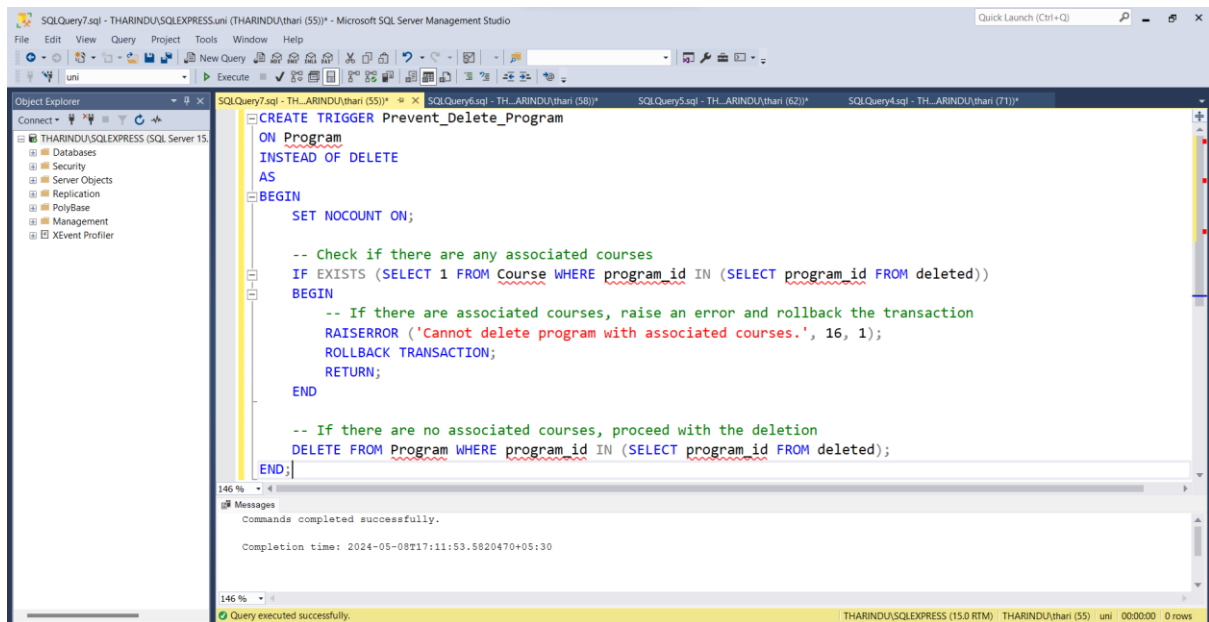 SQLQuery7.sql - THARINDU\SQLEXPRESS.uni (THARINDU\thari (55))* - Microsoft SQL Server Management Studio
Quick Launch (Ctrl+Q)
File Edit View Query Project Tools Window Help
New Query
uni
Execute
Object Explorer
Connect
THARINDU\SQLEXPRESS (SQL Server 15.
Databases
Security
Server Objects
Replication
PolyBase
Management
XEvent Profiler
SQLQuery7.sql - TH...ARINDU\thari (55))* SQLQuery6.sql - TH...ARINDU\thari (58))* SQLQuery5.sql - TH...ARINDU\thari (62))* SQLQuery4.sql - TH...ARINDU\thari (71))*
CREATE TRIGGER Prevent_Delete_Program
ON Program
INSTEAD OF DELETE
AS
BEGIN
SET NOCOUNT ON;
-- Check if there are any associated courses
IF EXISTS (SELECT 1 FROM Course WHERE program_id IN (SELECT program_id FROM deleted))
BEGIN
-- If there are associated courses, raise an error and rollback the transaction
RAISERROR ('Cannot delete program with associated courses.', 16, 1);
ROLLBACK TRANSACTION;
RETURN;
END
-- If there are no associated courses, proceed with the deletion
DELETE FROM Program WHERE program_id IN (SELECT program_id FROM deleted);
END;
146 %
Messages
Commands completed successfully.
Completion time: 2024-05-08T17:11:53.5820470+05:30
146 %
Query executed successfully.
THARINDU\SQLEXPRESS (15.0 RTM) THARINDU\thari (55) uni 00:00:00 0 rows